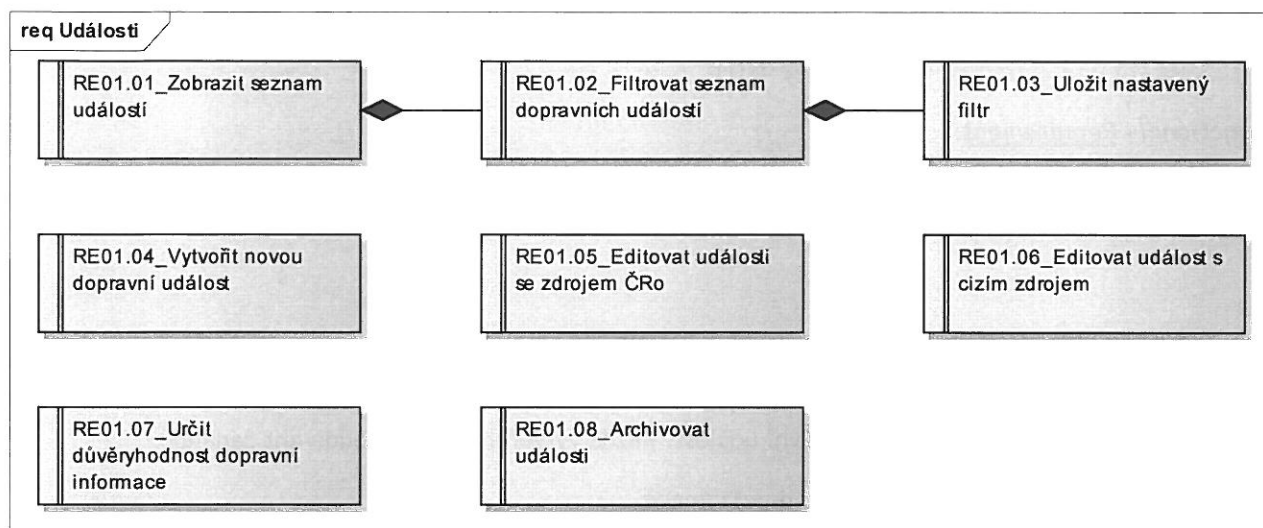 req Události
RE01.01_Zobrazit seznam
událostí
RE01.02_Filtrovat seznam
dopravních událostí
RE01.03_Uložit nastavený
filtr
RE01.04_Vytvořit novou
dopravní událost
RE01.05_Editovat události
se zdrojem ČRo
RE01.06_Editovat událost s
cizím zdrojem
RE01.07_Určit
důvěryhodnost dopravní
informace
RE01.08_Archivovat
události